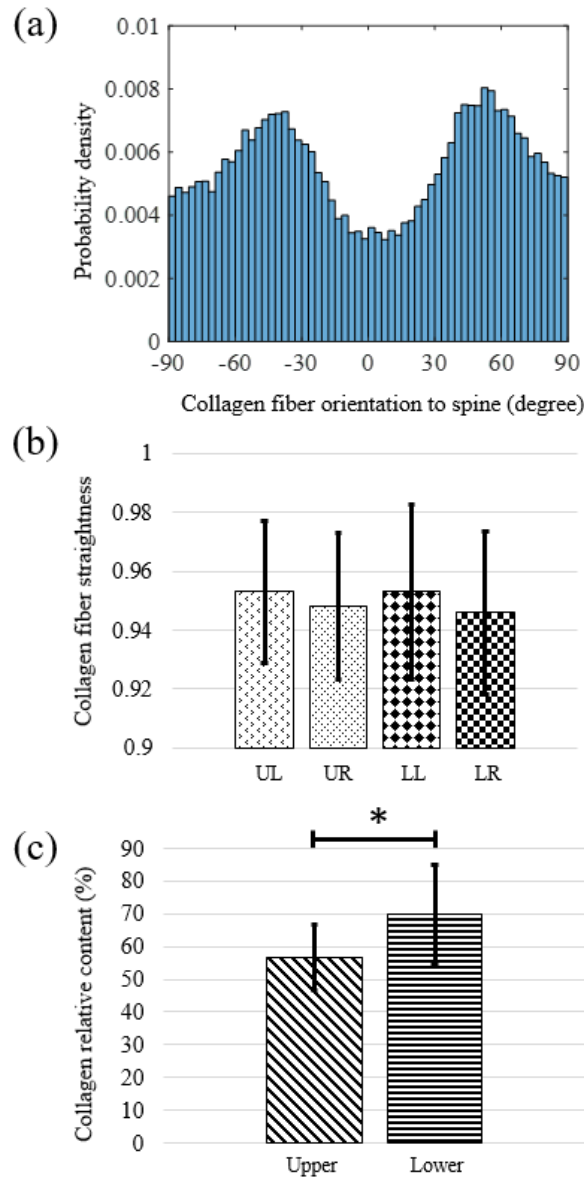 (a)
0.01
0.008
0.006
0.004
0.002
0
Probability density
-90 -60 -30 0 30 60 90
Collagen fiber orientation to spine (degree)
(b)
1
0.98
0.96
0.94
0.92
0.9
Collagen fiber straightness
UL UR LL LR
(c)
*
90
80
70
60
50
40
30
20
10
0
Collagen relative content (%)
Upper Lower